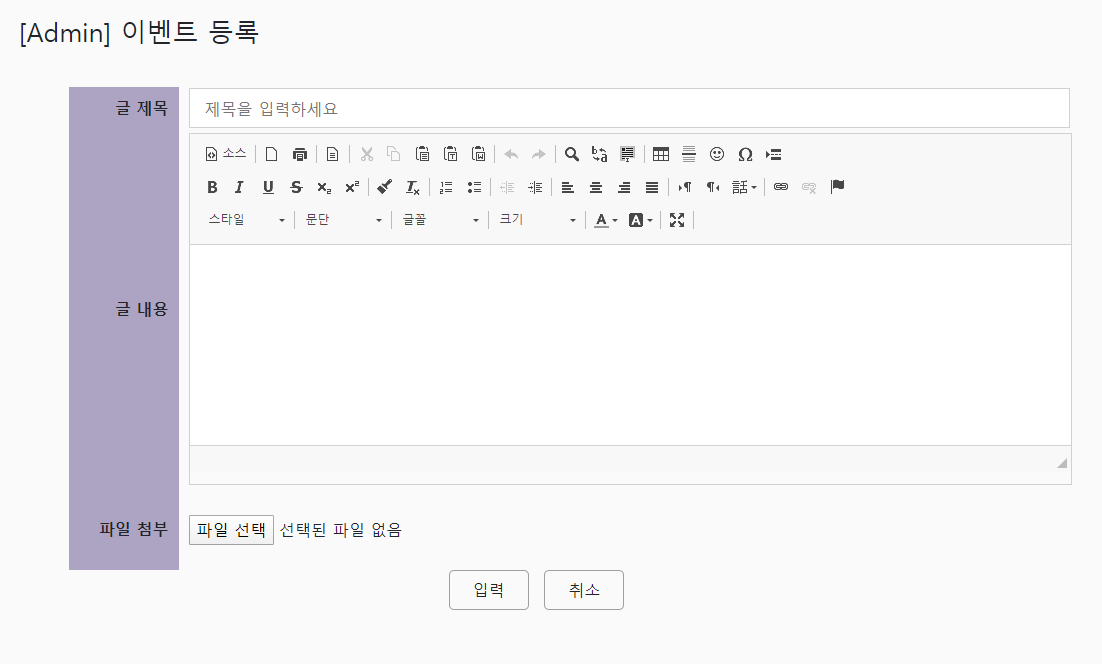 [Admin] 이벤트 등록
글 제목
제목을 입력하세요
소스
스타일 문단 글꼴 크기
글 내용
파일 첨부 파일 선택 선택된 파일 없음
입력 취소